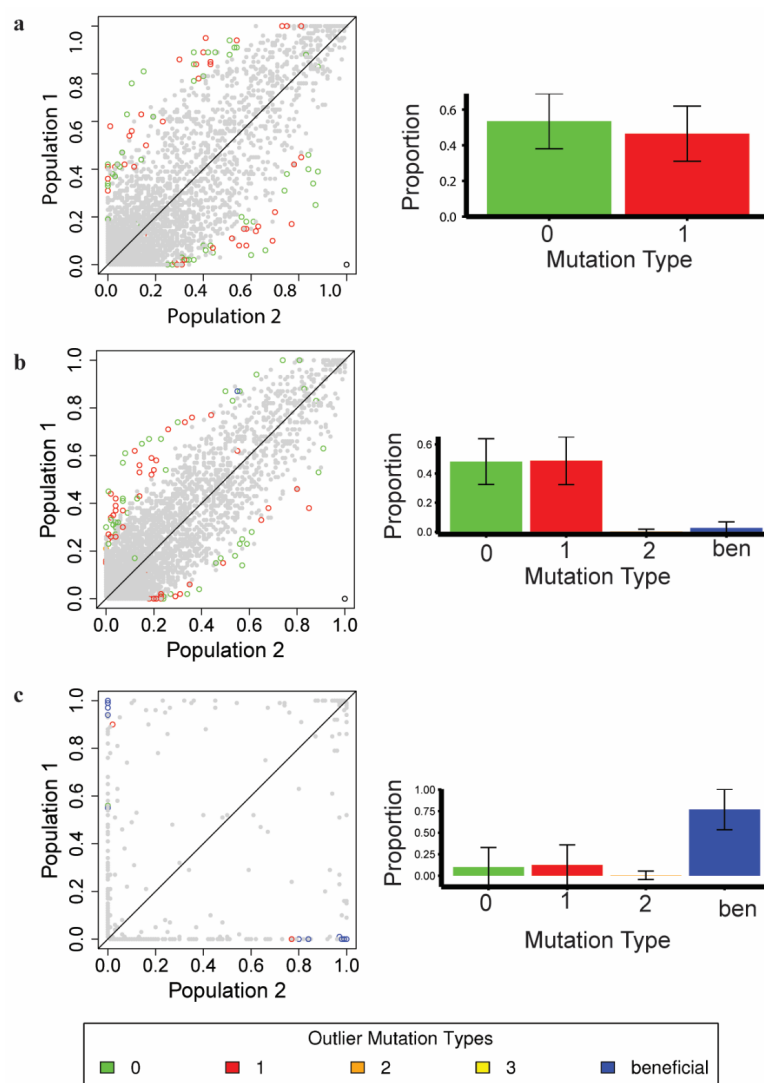 a
Population 1
0.0 0.2 0.4 0.6 0.8 1.0
0.0 0.2 0.4 0.6 0.8 1.0
Population 2
Proportion
0.6
0.4
0.2
0.0
0 1
Mutation Type
b
Population 1
0.0 0.2 0.4 0.6 0.8 1.0
0.0 0.2 0.4 0.6 0.8 1.0
Population 2
Proportion
0.6
0.4
0.2
0.0
0 1 2 ben
Mutation Type
c
Population 1
0.0 0.2 0.4 0.6 0.8 1.0
0.0 0.2 0.4 0.6 0.8 1.0
Population 2
Proportion
1.00
0.75
0.50
0.25
0.00
0 1 2 ben
Mutation Type
Outlier Mutation Types
0 1 2 3 beneficial